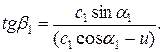 tgβ₁ = c₁ sin α₁ / (c₁ cos α₁ − u).